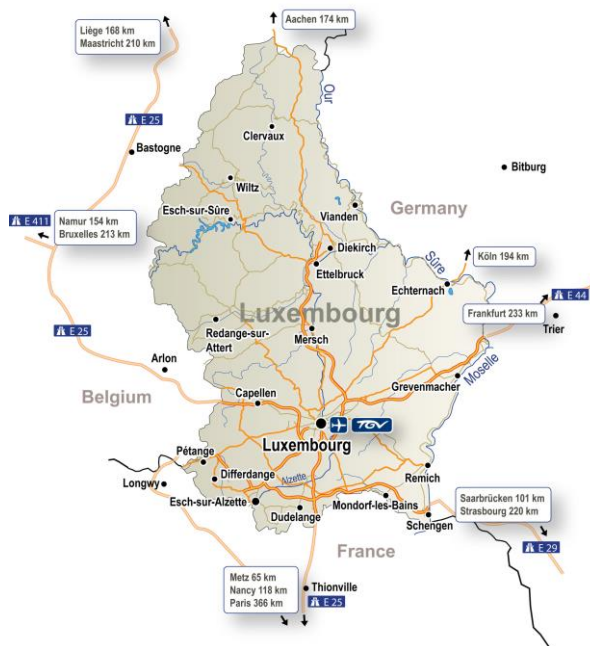 Liège 168 km
Maastricht 210 km
Aachen 174 km
Our
E 25
Clervaux
Bastogne
Bitburg
Wiltz
Esch-sur-Sûre
Vianden
Germany
E 411
Namur 154 km
Bruxelles 213 km
Diekirch
Sûre
Köln 194 km
Ettelbruck
Echternach
E 44
Luxembourg
Frankfurt 233 km
E 25
Redange-sur-
Attert
Mersch
Trier
Arlon
Moselle
Grevenmacher
Belgium
Capellen
TGV
Luxembourg
Pétange
Differdange
Alzette
Remich
Longwy
Esch-sur-Alzette
Mondorf-les-Bains
Saarbrücken 101 km
Strasbourg 220 km
Dudelange
Schengen
E 29
France
Metz 65 km
Nancy 118 km
Paris 366 km
Thionville
E 25